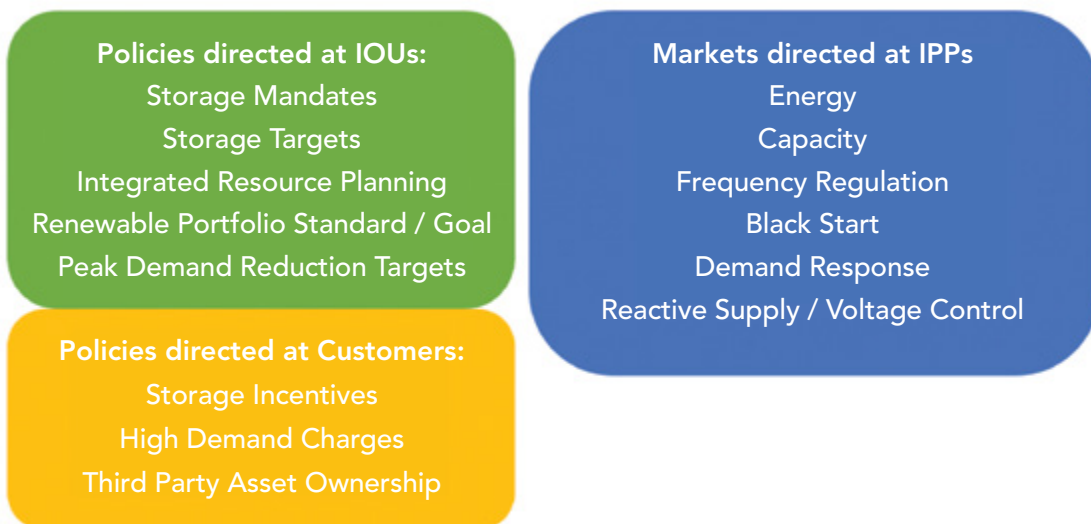 Policies directed at IOUs:
Storage Mandates
Storage Targets
Integrated Resource Planning
Renewable Portfolio Standard / Goal
Peak Demand Reduction Targets
Policies directed at Customers:
Storage Incentives
High Demand Charges
Third Party Asset Ownership
Markets directed at IPPs
Energy
Capacity
Frequency Regulation
Black Start
Demand Response
Reactive Supply / Voltage Control